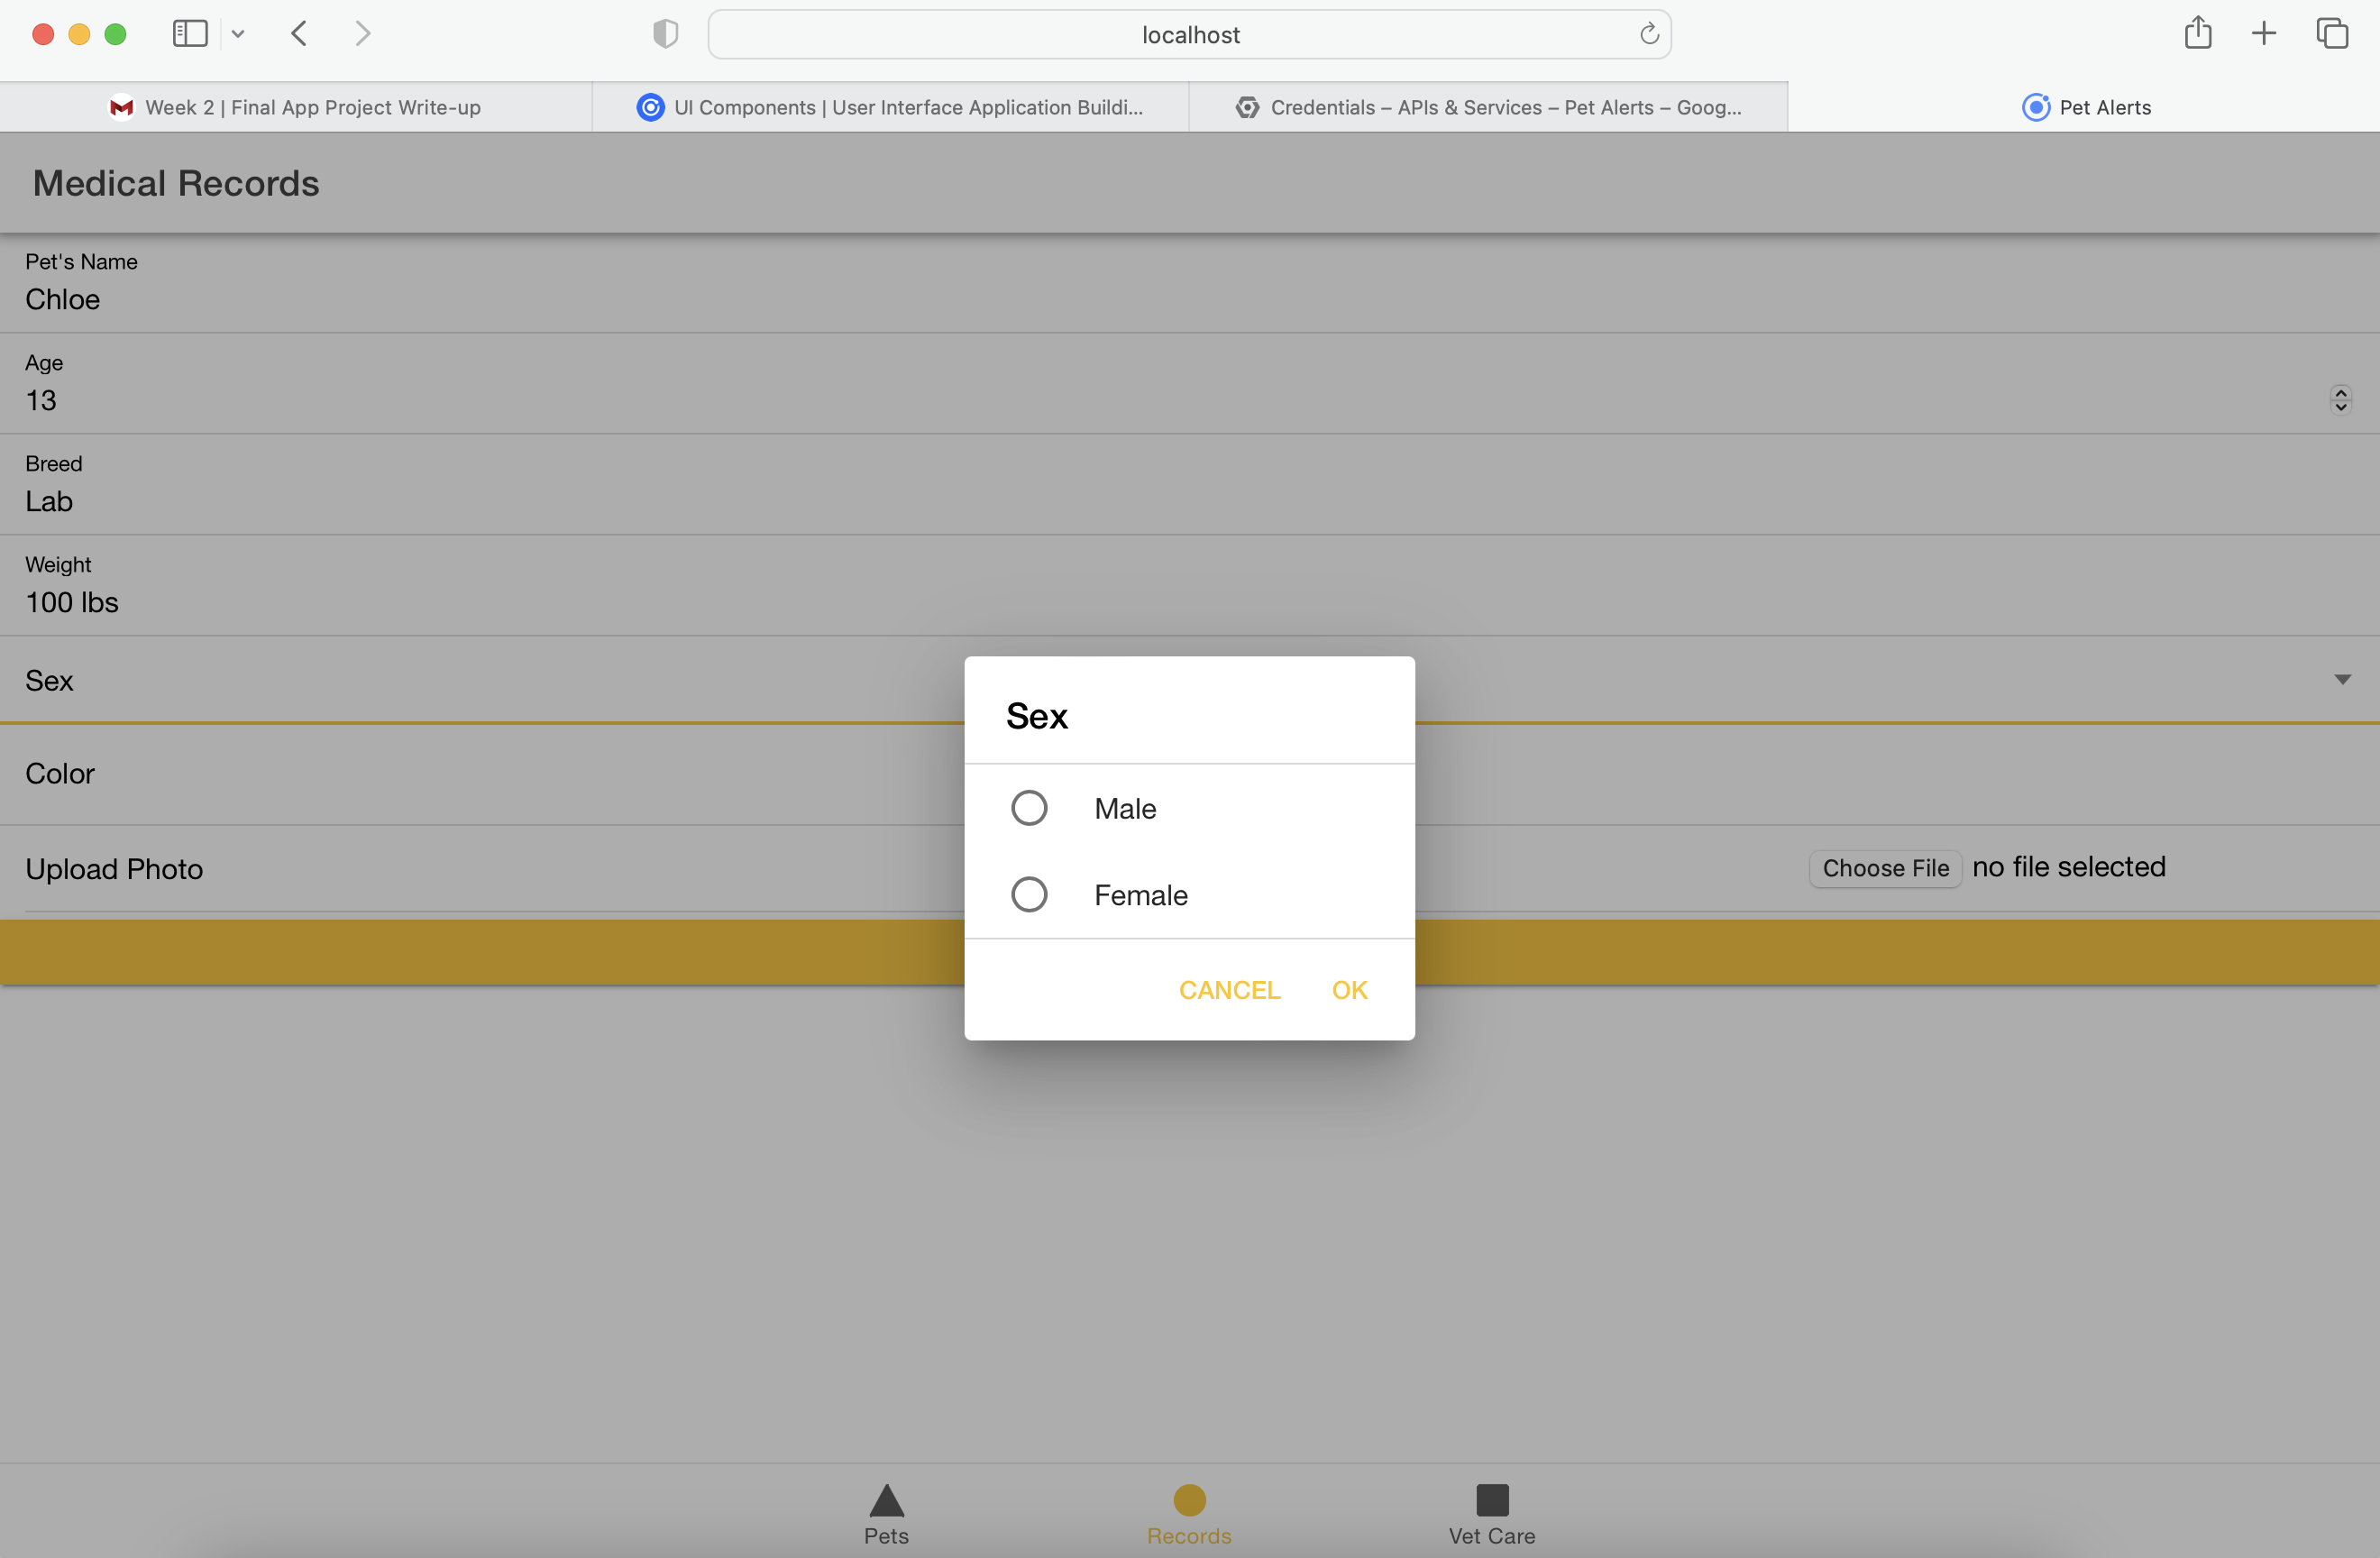 localhost
Week 2 | Final App Project Write-up
UI Components | User Interface Application Buildi...
Credentials – APIs & Services – Pet Alerts – Goog...
Pet Alerts
Medical Records
Pet's Name
Chloe
Age
13
Breed
Lab
Weight
100 lbs
Sex
Color
Upload Photo
Choose File no file selected
Sex
Male
Female
CANCEL OK
Pets
Records
Vet Care